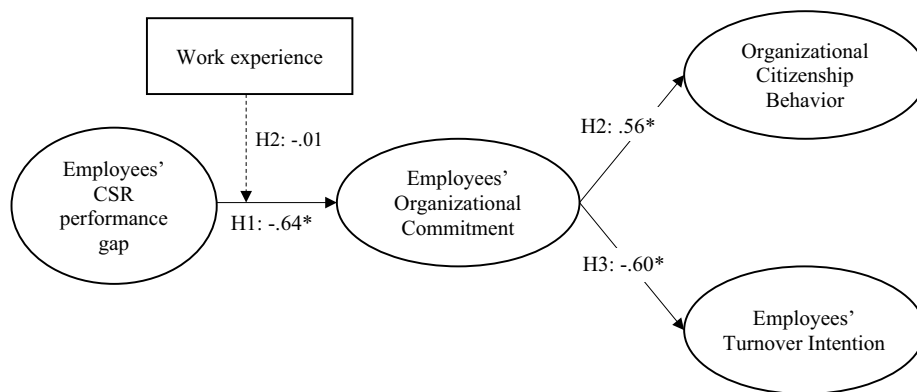 Work experience
H2: -.01
Employees'
CSR
performance
gap
H1: -.64*
Employees'
Organizational
Commitment
H2: .56*
H3: -.60*
Organizational
Citizenship
Behavior
Employees'
Turnover Intention